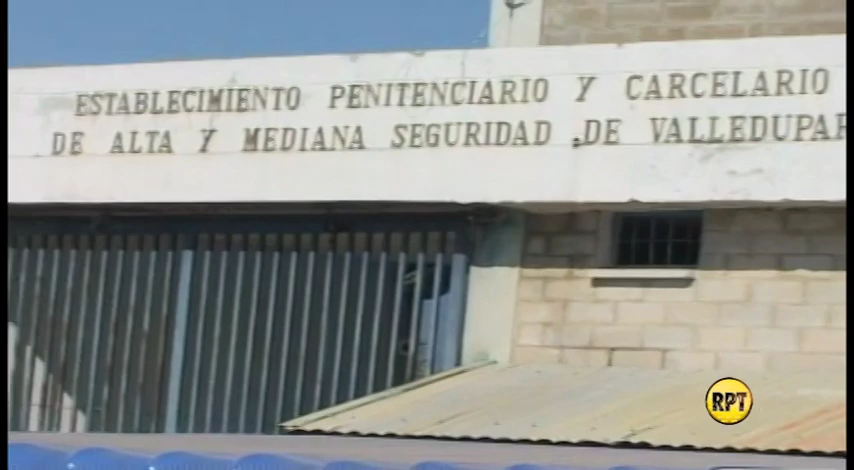 ESTABLECIMIENTO PENITENCIARIO Y CARCELARIO
DE ALTA Y MEDIANA SEGURIDAD .DE VALLEDUPAR
RPT